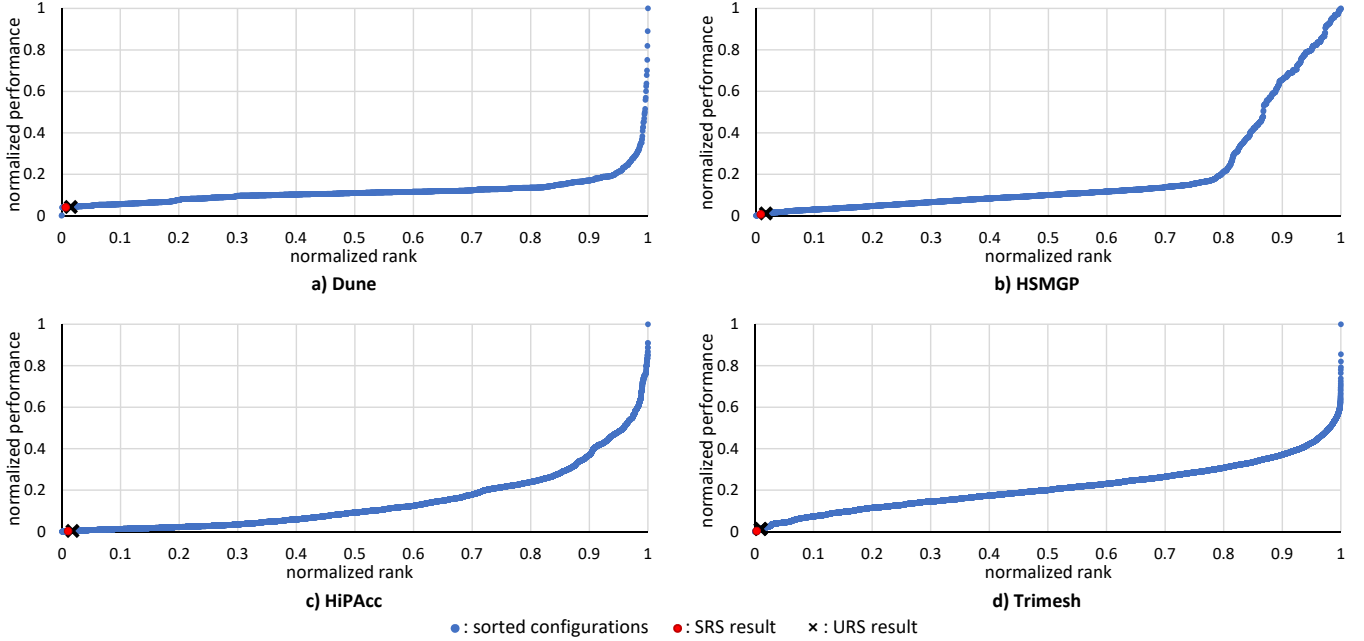 normalized performance
1
0.8
0.6
0.4
0.2
0
0 0.1 0.2 0.3 0.4 0.5 0.6 0.7 0.8 0.9 1
normalized rank
a) Dune
normalized performance
1
0.8
0.6
0.4
0.2
0
0 0.1 0.2 0.3 0.4 0.5 0.6 0.7 0.8 0.9 1
normalized rank
b) HSMGP
normalized performance
1
0.8
0.6
0.4
0.2
0
0 0.1 0.2 0.3 0.4 0.5 0.6 0.7 0.8 0.9 1
normalized rank
c) HiPAcc
normalized performance
1
0.8
0.6
0.4
0.2
0
0 0.1 0.2 0.3 0.4 0.5 0.6 0.7 0.8 0.9 1
normalized rank
d) Trimesh
: sorted configurations : SRS result : URS result